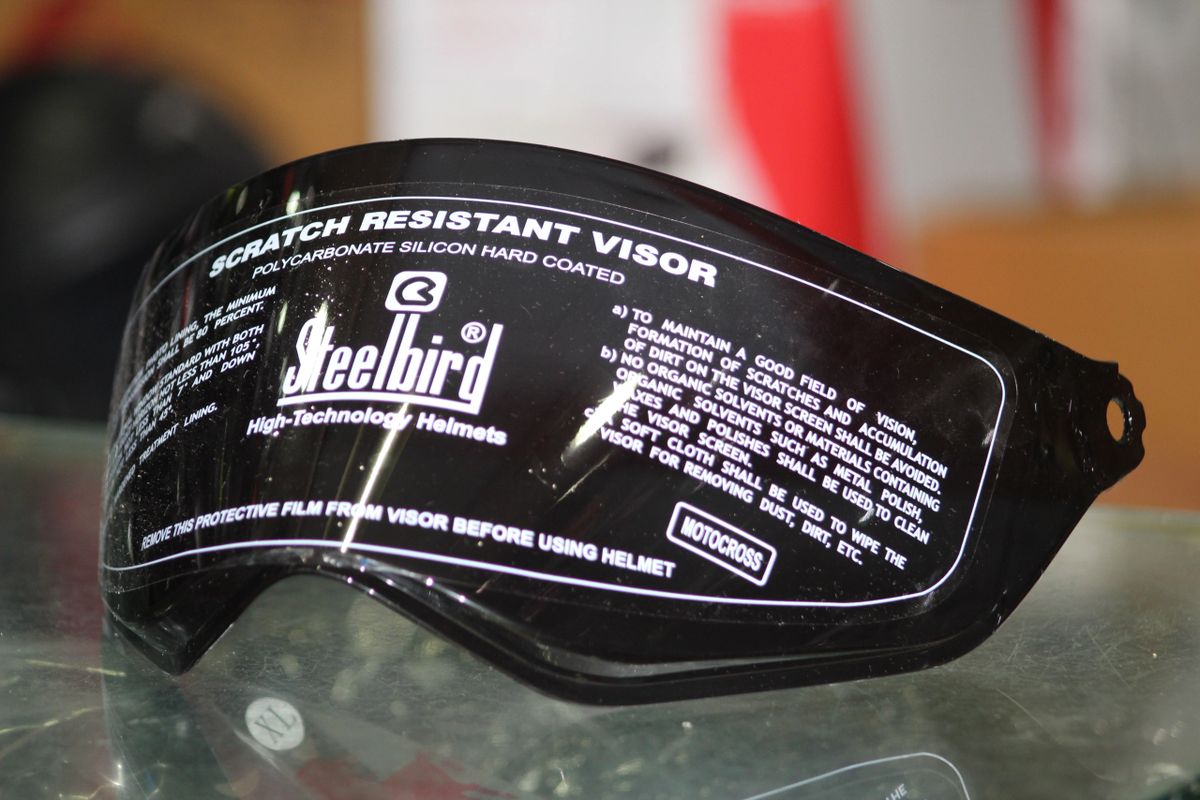 SCRATCH RESISTANT VISOR
POLYCARBONATE SILICON HARD COATED
LINING, THE MINIMUM
SHALL BE 80 PERCENT.
STANDARD WITH BOTH
NOT LESS THAN 105°,
7° AND DOWN
THAN 45°.
TREATMENT LINING.
Steelbird®
High-Technology Helmets
a) TO MAINTAIN A GOOD FIELD OF VISION,
FORMATION OF SCRATCHES AND ACCUMULATION
OF DIRT ON THE VISOR SCREEN SHALL BE AVOIDED.
b) NO ORGANIC SOLVENTS OR MATERIALS CONTAINING
ORGANIC SOLVENTS SUCH AS METAL POLISH,
WAXES AND POLISHES SHALL BE USED TO CLEAN
THE VISOR SCREEN.
SOFT CLOTH SHALL BE USED TO WIPE THE
VISOR FOR REMOVING DUST, DIRT, ETC.
REMOVE THIS PROTECTIVE FILM FROM VISOR BEFORE USING HELMET
MOTOCROSS
XL